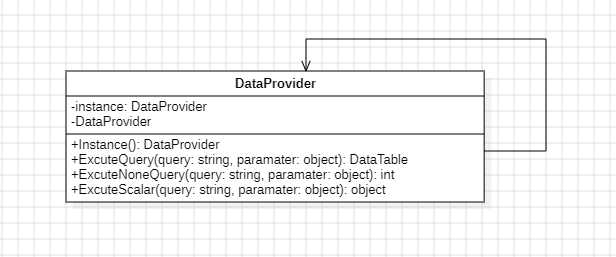 DataProvider
-instance: DataProvider
-DataProvider
+Instance(): DataProvider
+ExcuteQuery(query: string, paramater: object): DataTable
+ExcuteNoneQuery(query: string, paramater: object): int
+ExcuteScalar(query: string, paramater: object): object